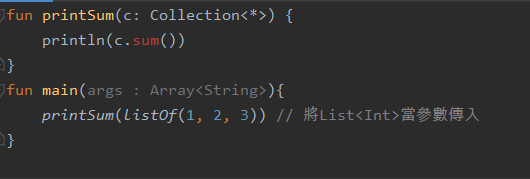 fun printSum(c: Collection<*>) {
    println(c.sum())
}
fun main(args : Array<String>){
    printSum(listOf(1, 2, 3)) // 將List<Int>當參數傳入
}